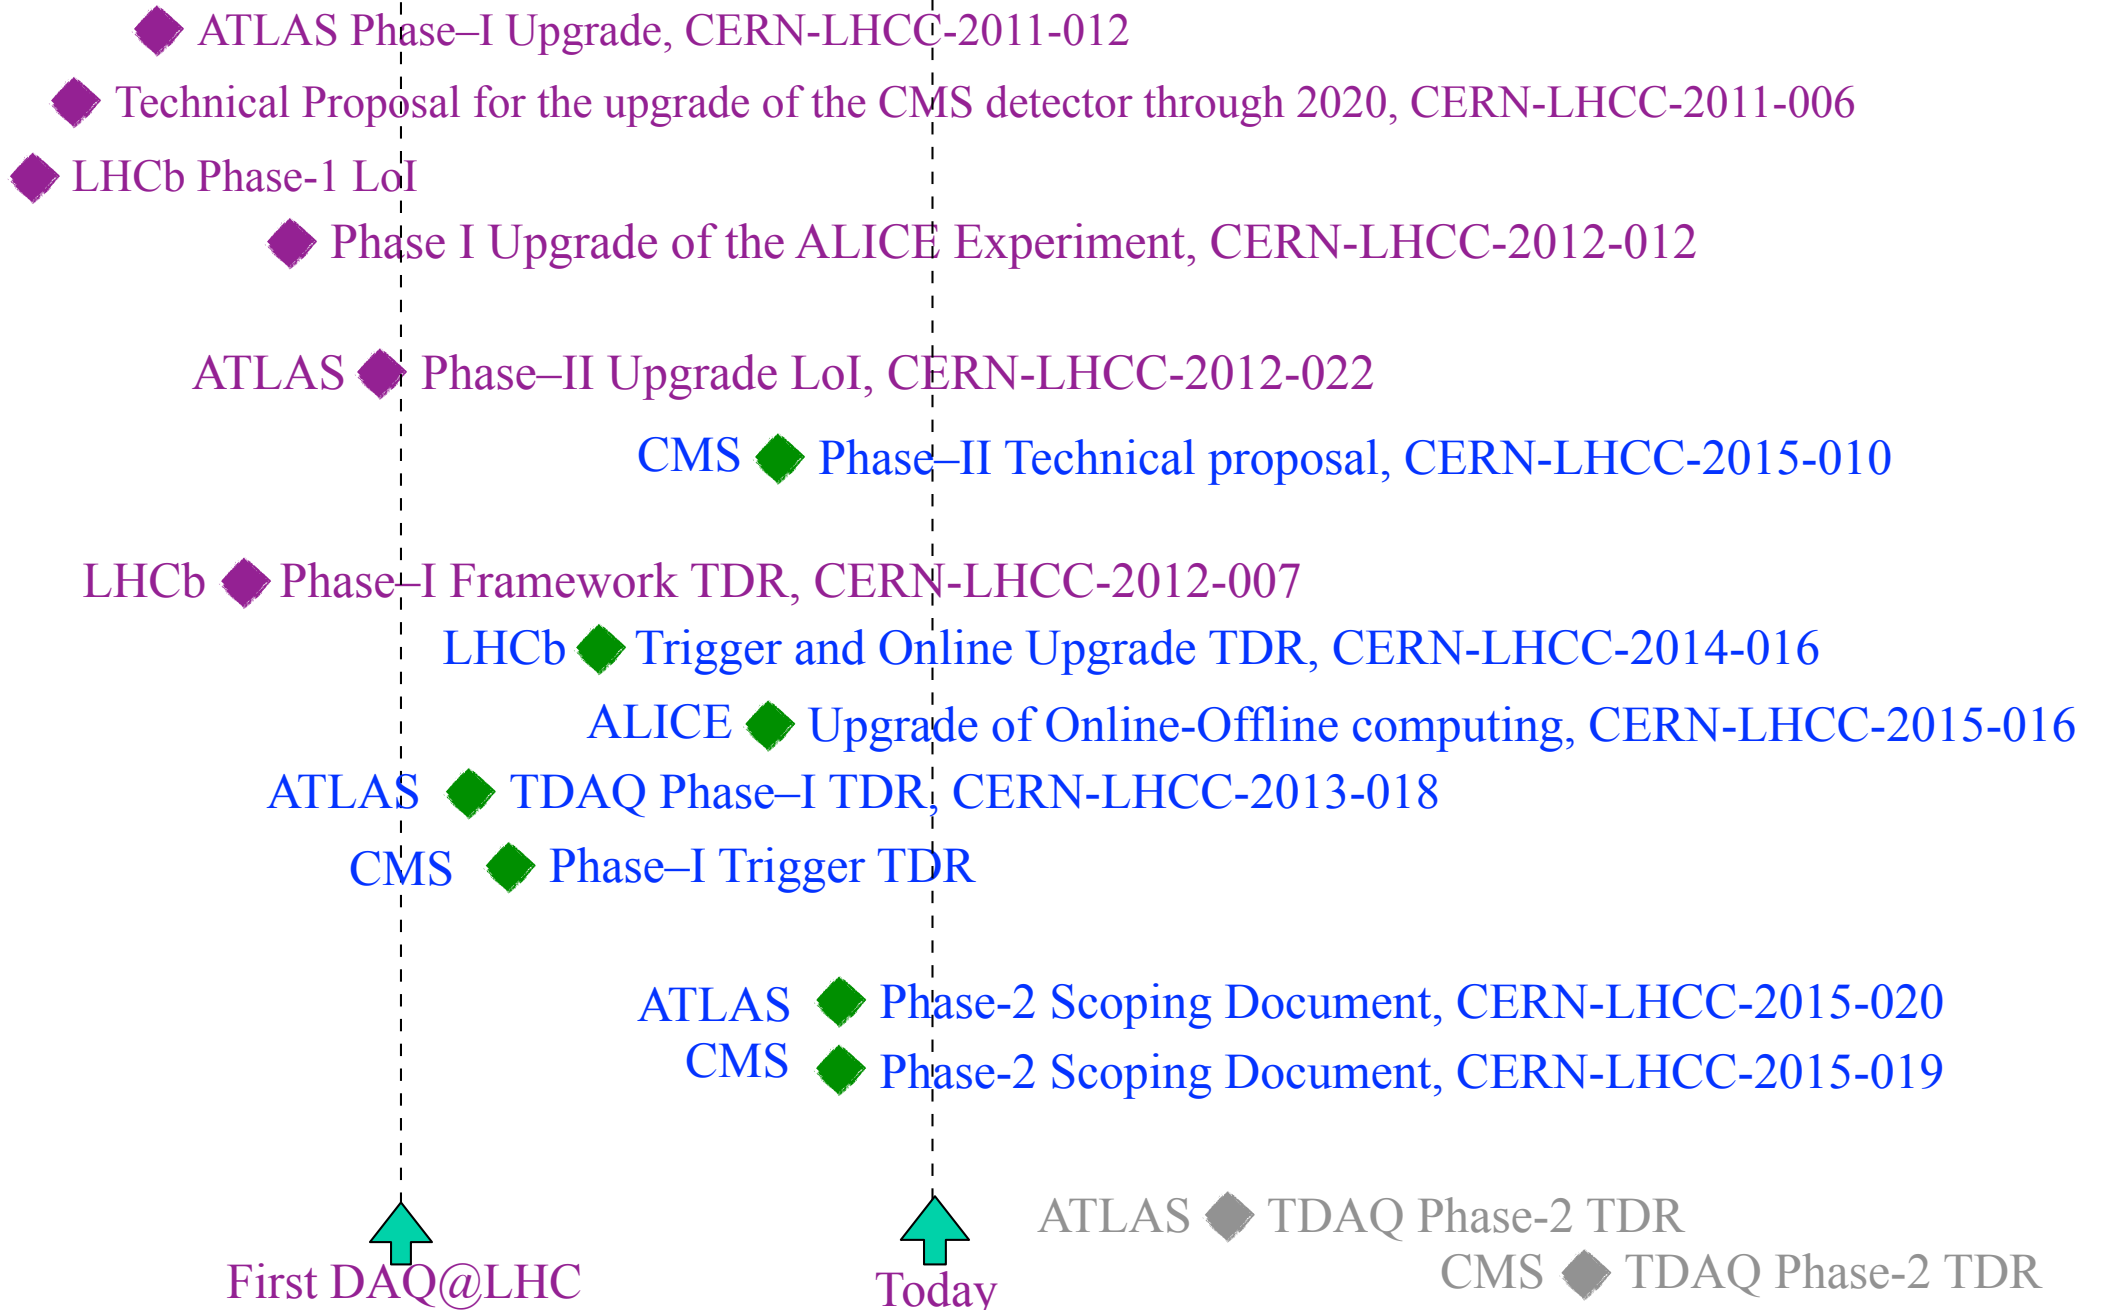 ATLAS Phase–I Upgrade, CERN-LHCC-2011-012
Technical Proposal for the upgrade of the CMS detector through 2020, CERN-LHCC-2011-006
LHCb Phase-1 LoI
Phase I Upgrade of the ALICE Experiment, CERN-LHCC-2012-012
ATLAS Phase–II Upgrade LoI, CERN-LHCC-2012-022
CMS Phase–II Technical proposal, CERN-LHCC-2015-010
LHCb Phase–I Framework TDR, CERN-LHCC-2012-007
LHCb Trigger and Online Upgrade TDR, CERN-LHCC-2014-016
ALICE Upgrade of Online-Offline computing, CERN-LHCC-2015-016
ATLAS TDAQ Phase–I TDR, CERN-LHCC-2013-018
CMS Phase–I Trigger TDR
ATLAS Phase-2 Scoping Document, CERN-LHCC-2015-020
CMS Phase-2 Scoping Document, CERN-LHCC-2015-019
ATLAS TDAQ Phase-2 TDR
CMS TDAQ Phase-2 TDR
First DAQ@LHC
Today